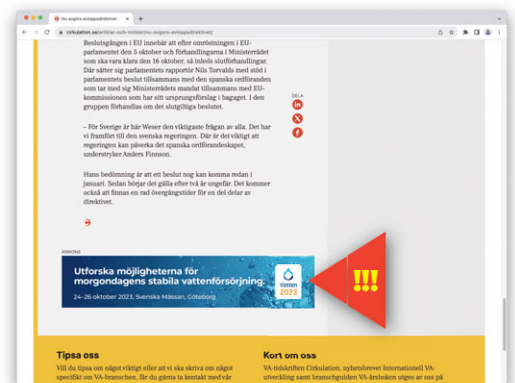 Nu avgörs avloppsdirektivet
cirkulation.se/artiklar-och-notiser/nu-avgors-avloppsdirektivet/
Beslutsgången i EU innebär att efter omröstningen i EU-
parlamentet den 5 oktober och förhandlingarna i Ministerrådet
som ska vara klara den 16 oktober, så inleds slutförhandlingar.
Där sätter sig parlamentets rapportör Nils Torvalds med stöd i
parlamentets beslut tillsammans med den spanska ordföranden
som tar med sig Ministerrådets mandat tillsammans med EU-
kommissionen som har sitt ursprungsförslag i bagaget. I den
gruppen förhandlas om det slutgiltiga beslutet.
DELA
– För Sverige är här Weser den viktigaste frågan av alla. Det har
vi framfört till den svenska regeringen. Där är det viktigt att
regeringen kan påverka det spanska ordförandeskapet,
understryker Anders Finnson.
Hans bedömning är att ett beslut nog kan komma redan i
januari. Sedan börjar det gälla efter två år ungefär. Det kommer
också att finnas en rad övergångstider för en del delar av
direktivet.
ANNONS
Utforska möjligheterna för
morgondagens stabila vattenförsörjning.
24–26 oktober 2023, Svenska Mässan, Göteborg
2023
!!!
Tipsa oss
Vill du tipsa om något viktigt eller att vi ska skriva om något
specifikt om VA-branschen, får du gärna ta kontakt med vår
Kort om oss
VA-tidskriften Cirkulation, nyhetsbrevet Internationell VA-
utveckling samt branschguiden VA-årsboken utges av oss på